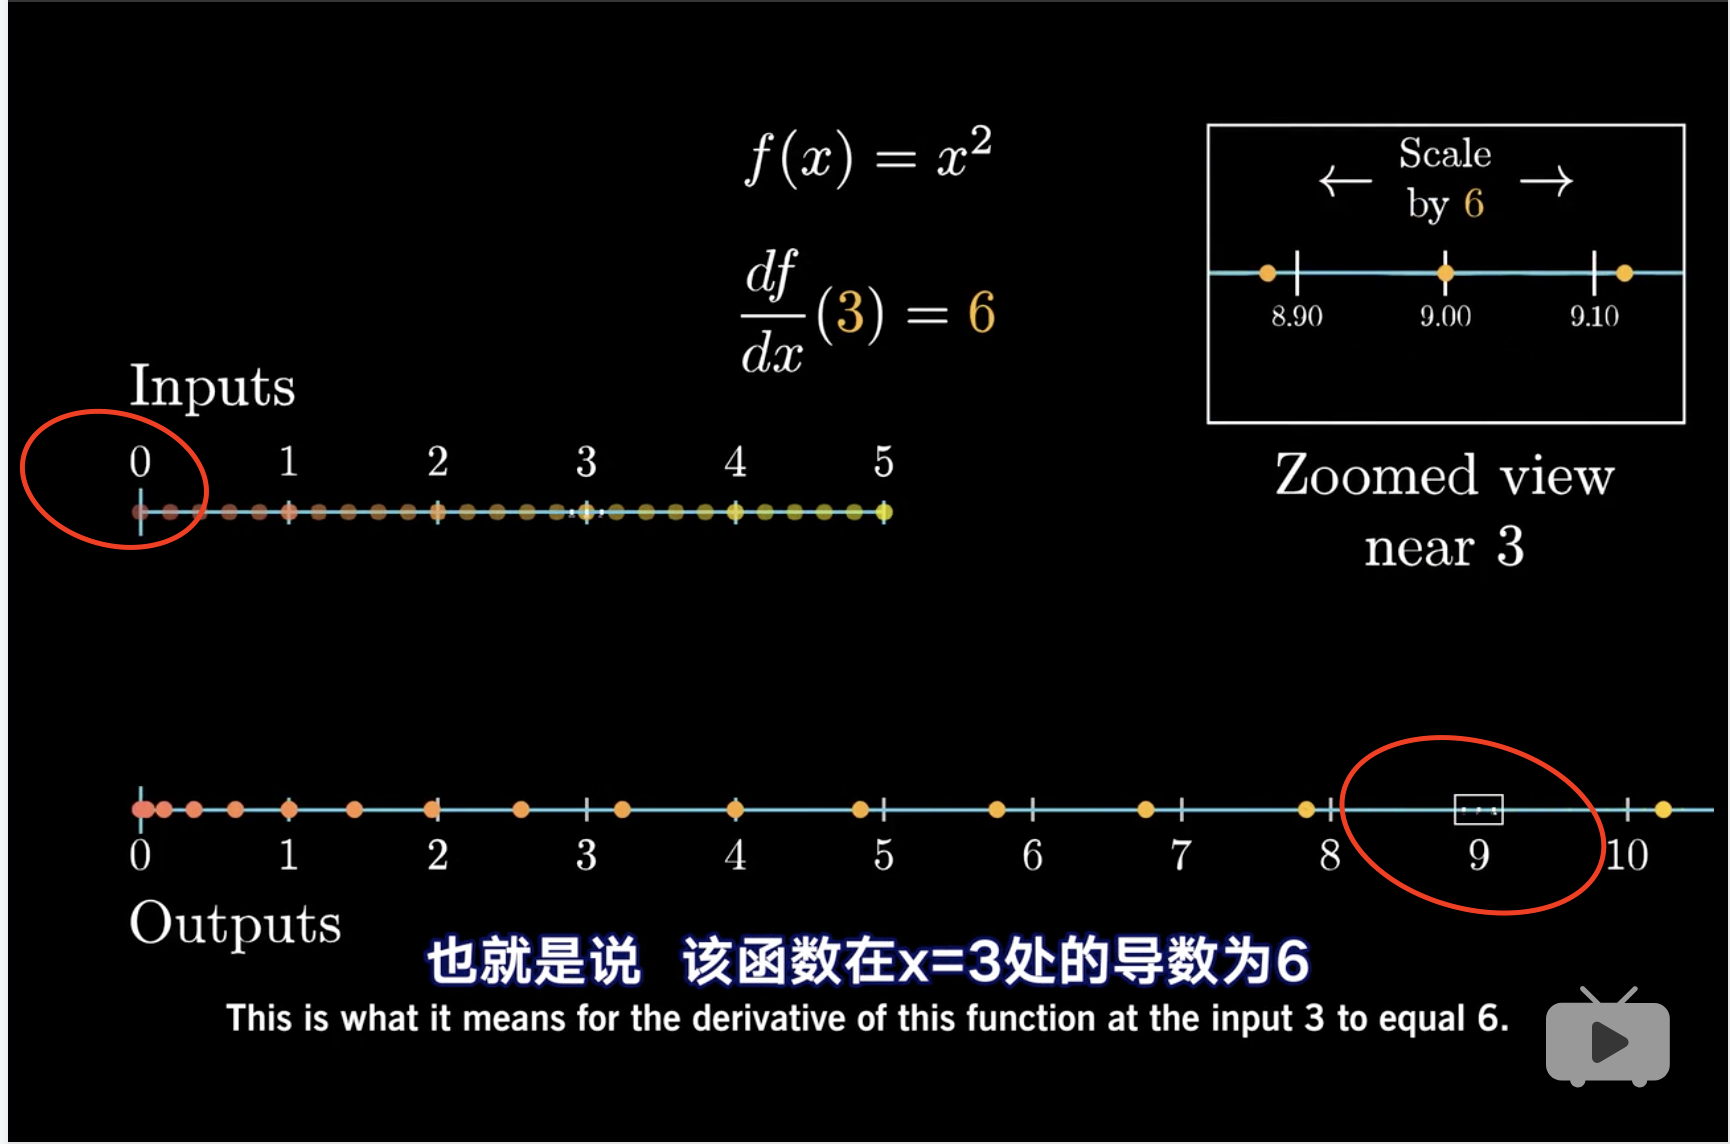 f(x) = x²
df/dx (3) = 6
← Scale →
by 6
8.90 9.00 9.10
Zoomed view
near 3
Inputs
0 1 2 3 4 5
0 1 2 3 4 5 6 7 8 9 10
Outputs
也就是说 该函数在x=3处的导数为6
This is what it means for the derivative of this function at the input 3 to equal 6.